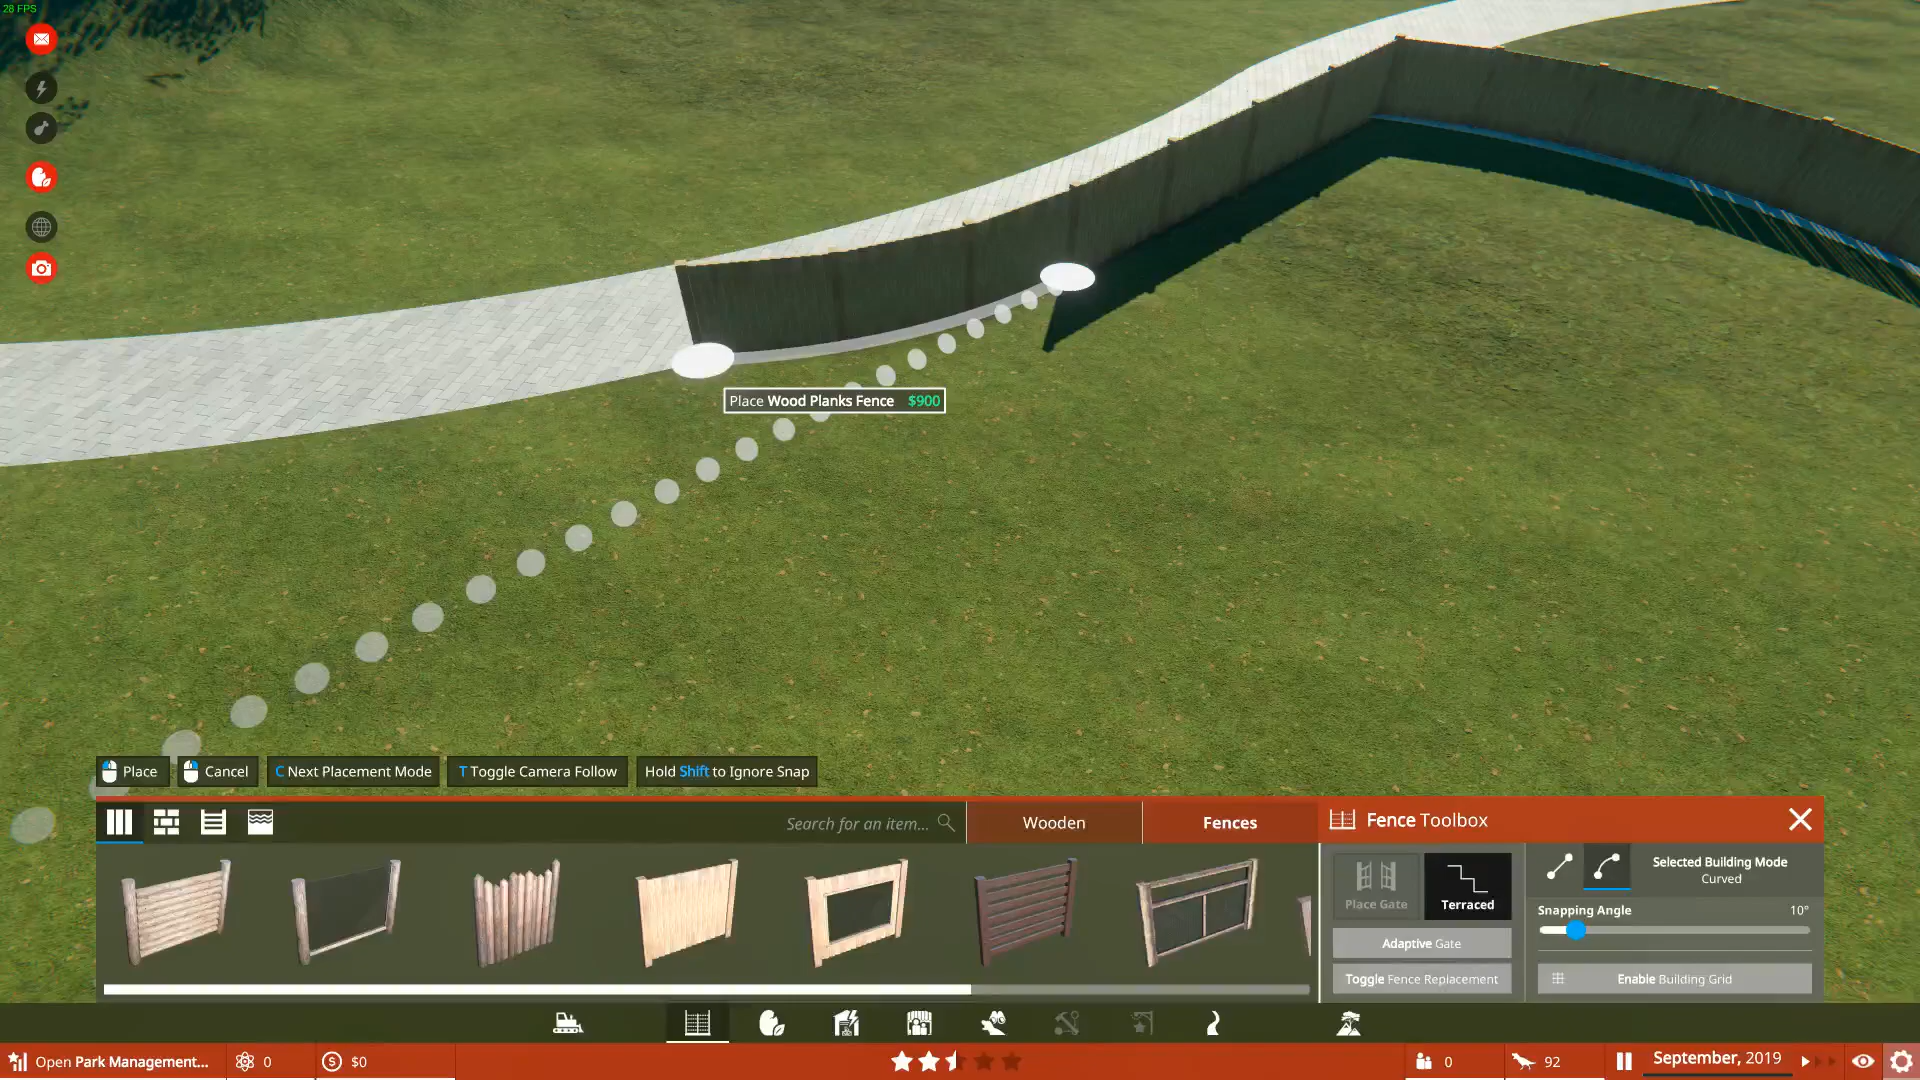 28 FPS
Place Wood Planks Fence $900
Place
Cancel
C Next Placement Mode
T Toggle Camera Follow
Hold Shift to Ignore Snap
Search for an item...
Wooden
Fences
Fence Toolbox
Place Gate
Terraced
Selected Building Mode
Curved
Snapping Angle 10°
Adaptive Gate
Toggle Fence Replacement
Enable Building Grid
Open Park Management...
0
$0
0
92
September, 2019